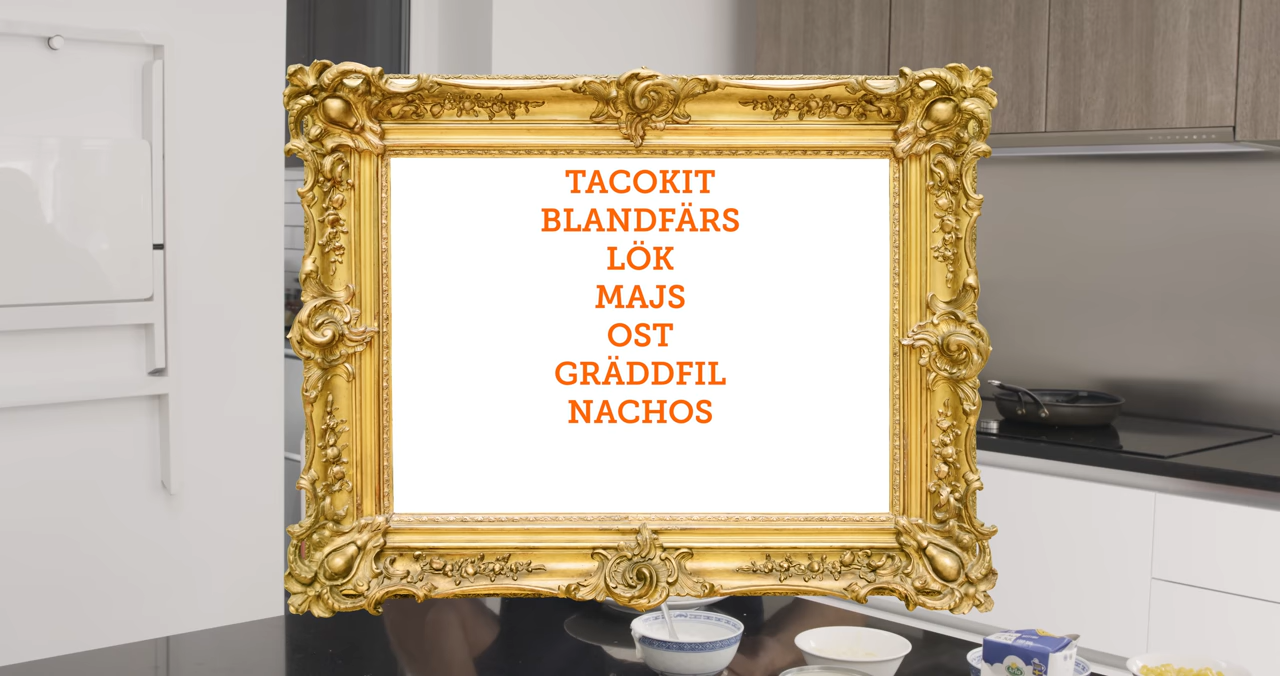 TACOKIT
BLANDFÄRS
LÖK
MAJS
OST
GRÄDDFIL
NACHOS